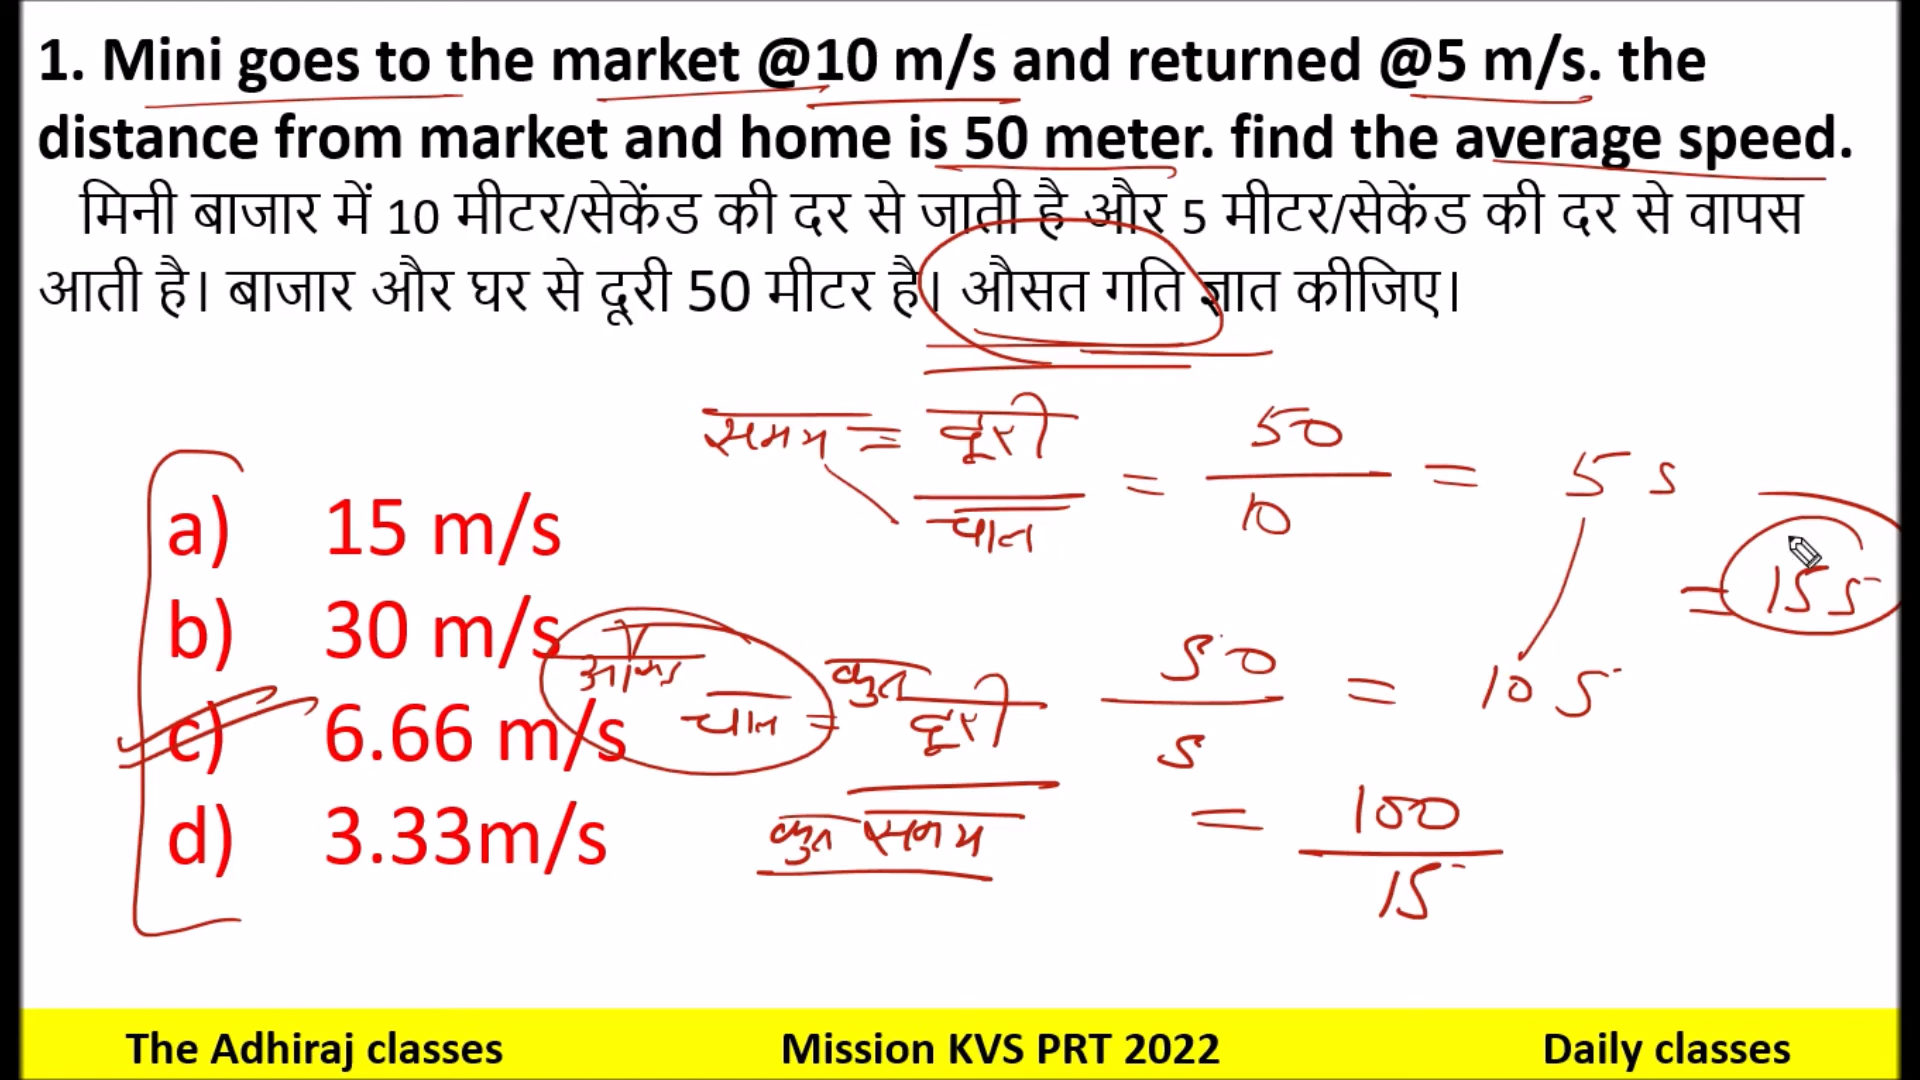 1. Mini goes to the market @10 m/s and returned @5 m/s. the
distance from market and home is 50 meter. find the average speed.
मिनी बाजार में 10 मीटर/सेकेंड की दर से जाती है और 5 मीटर/सेकेंड की दर से वापस
आती है। बाजार और घर से दूरी 50 मीटर है। औसत गति ज्ञात कीजिए।
समय = दूरी / चाल = 50 / 10 = 5 s
= 15 s
a) 15 m/s
b) 30 m/s
c) 6.66 m/s
d) 3.33m/s
चाल = कुल दूरी / कुल समय
50 / 5 = 10 s
= 100 / 15
The Adhiraj classes Mission KVS PRT 2022 Daily classes